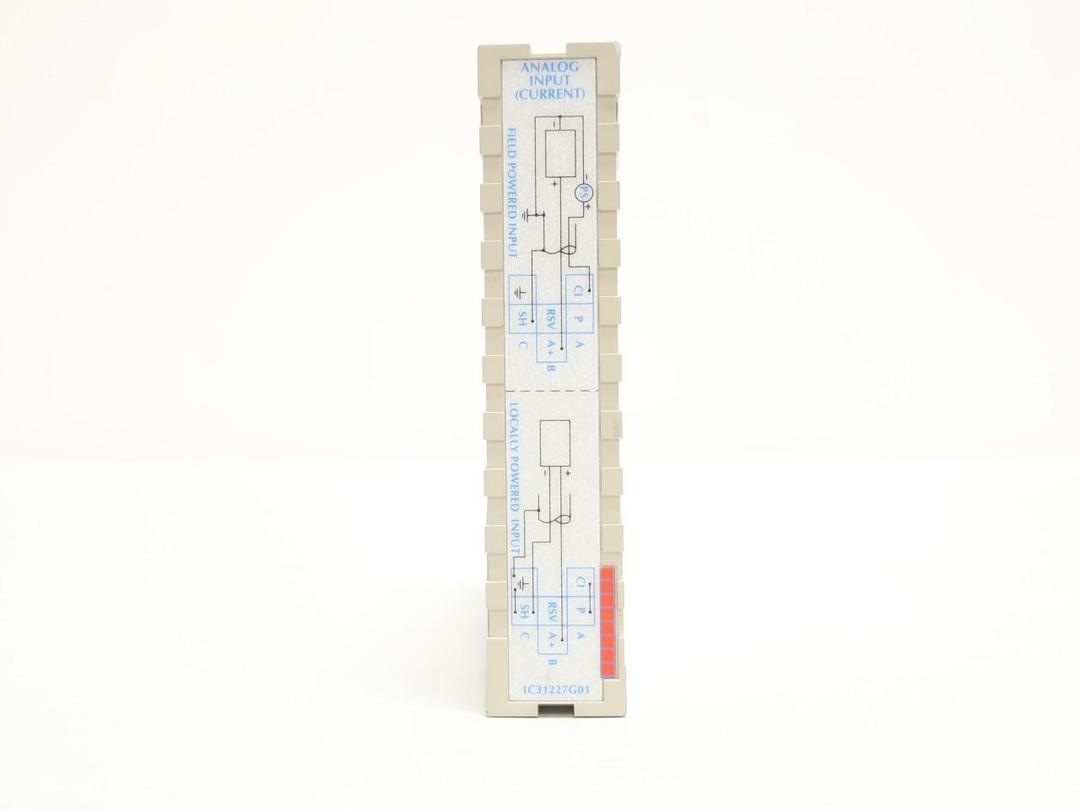 ANALOG
INPUT
(CURRENT)
FIELD POWERED INPUT
-
+
-
PS
+
CI
SH
RSV
P
C
A+
A
B
LOCALLY POWERED INPUT
-
+
CI
SH
RSV
P
C
A+
A
B
1C31227G01